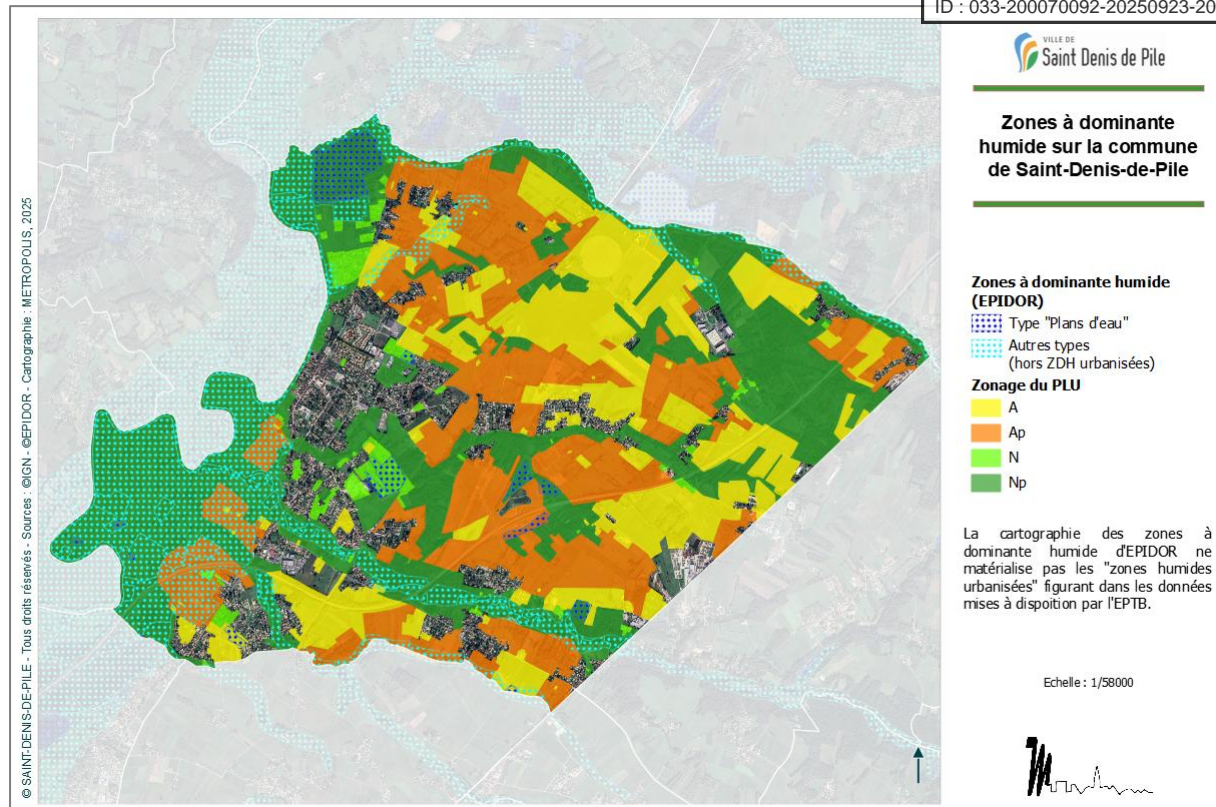 ID : 033-200070092-20250923-20
VILLE DE
Saint Denis de Pile
Zones à dominante
humide sur la commune
de Saint-Denis-de-Pile
Zones à dominante humide
(EPIDOR)
Type "Plans d'eau"
Autres types
(hors ZDH urbanisées)
Zonage du PLU
A
Ap
N
Np
La cartographie des zones à
dominante humide d'EPIDOR ne
matérialise pas les "zones humides
urbanisées" figurant dans les données
mises à dispoition par l'EPTB.
Echelle : 1/58000
© SAINT-DENIS-DE-PILE - Tous droits réservés - Sources : ©IGN - ©EPIDOR - Cartographie : METROPOLIS, 2025